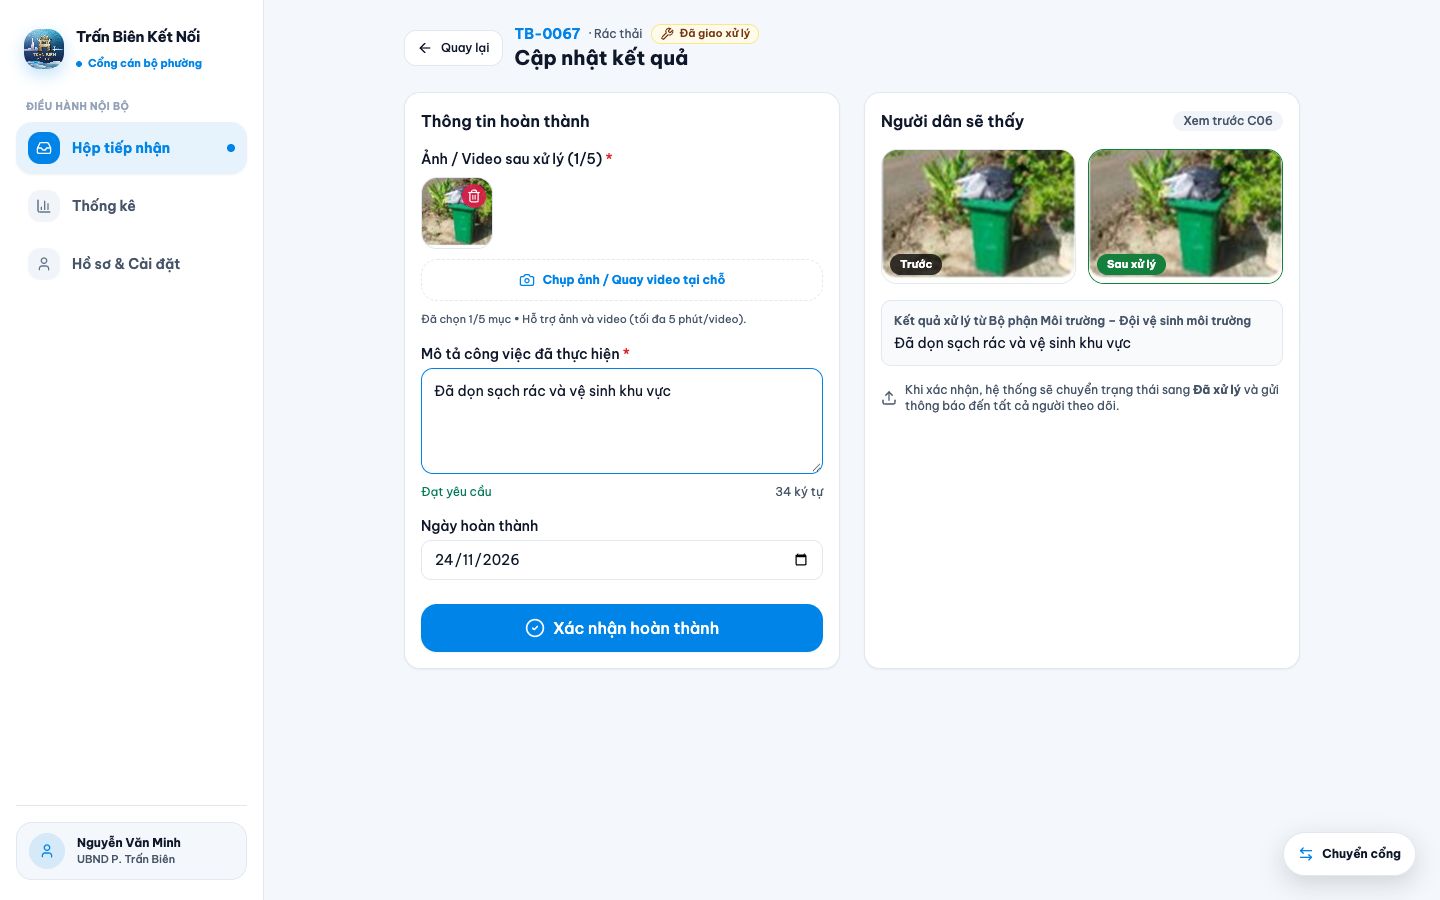 Trấn Biên Kết Nối
Cổng cán bộ phường
ĐIỀU HÀNH NỘI BỘ
Hộp tiếp nhận
Thống kê
Hồ sơ & Cài đặt
Nguyễn Văn Minh
UBND P. Trấn Biên
Quay lại
TB-0067 · Rác thải Đã giao xử lý
Cập nhật kết quả
Thông tin hoàn thành
Ảnh / Video sau xử lý (1/5) *
Chụp ảnh / Quay video tại chỗ
Đã chọn 1/5 mục • Hỗ trợ ảnh và video (tối đa 5 phút/video).
Mô tả công việc đã thực hiện *
Đã dọn sạch rác và vệ sinh khu vực
Đạt yêu cầu 34 ký tự
Ngày hoàn thành
24/11/2026
Xác nhận hoàn thành
Người dân sẽ thấy Xem trước C06
Trước Sau xử lý
Kết quả xử lý từ Bộ phận Môi trường – Đội vệ sinh môi trường
Đã dọn sạch rác và vệ sinh khu vực
Khi xác nhận, hệ thống sẽ chuyển trạng thái sang Đã xử lý và gửi
thông báo đến tất cả người theo dõi.
Chuyển cổng